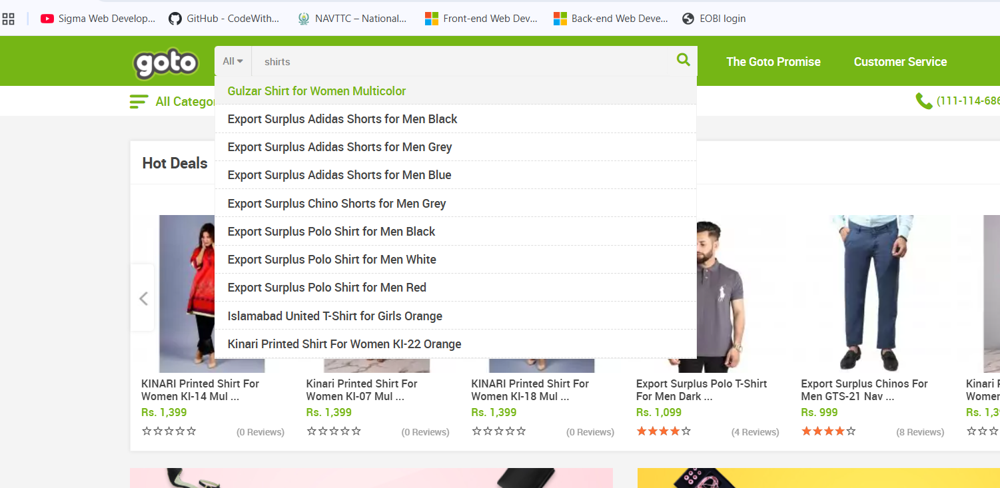 Sigma Web Develop...
GitHub - CodeWith...
NAVTTC – National...
Front-end Web Dev...
Back-end Web Deve...
EOBI login
goto
All
shirts
The Goto Promise
Customer Service
All Catego
(111-114-686
Gulzar Shirt for Women Multicolor
Export Surplus Adidas Shorts for Men Black
Export Surplus Adidas Shorts for Men Grey
Export Surplus Adidas Shorts for Men Blue
Export Surplus Chino Shorts for Men Grey
Export Surplus Polo Shirt for Men Black
Export Surplus Polo Shirt for Men White
Export Surplus Polo Shirt for Men Red
Islamabad United T-Shirt for Girls Orange
Kinari Printed Shirt For Women KI-22 Orange
Hot Deals
KINARI Printed Shirt For
Women KI-14 Mul ...
Rs. 1,399
(0 Reviews)
Kinari Printed Shirt For
Women KI-07 Mul ...
Rs. 1,399
(0 Reviews)
KINARI Printed Shirt For
Women KI-18 Mul ...
Rs. 1,399
(0 Reviews)
Export Surplus Polo T-Shirt
For Men Dark ...
Rs. 1,099
(4 Reviews)
Export Surplus Chinos For
Men GTS-21 Nav ...
Rs. 999
(8 Reviews)
Kinari
Wome
Rs. 1,3